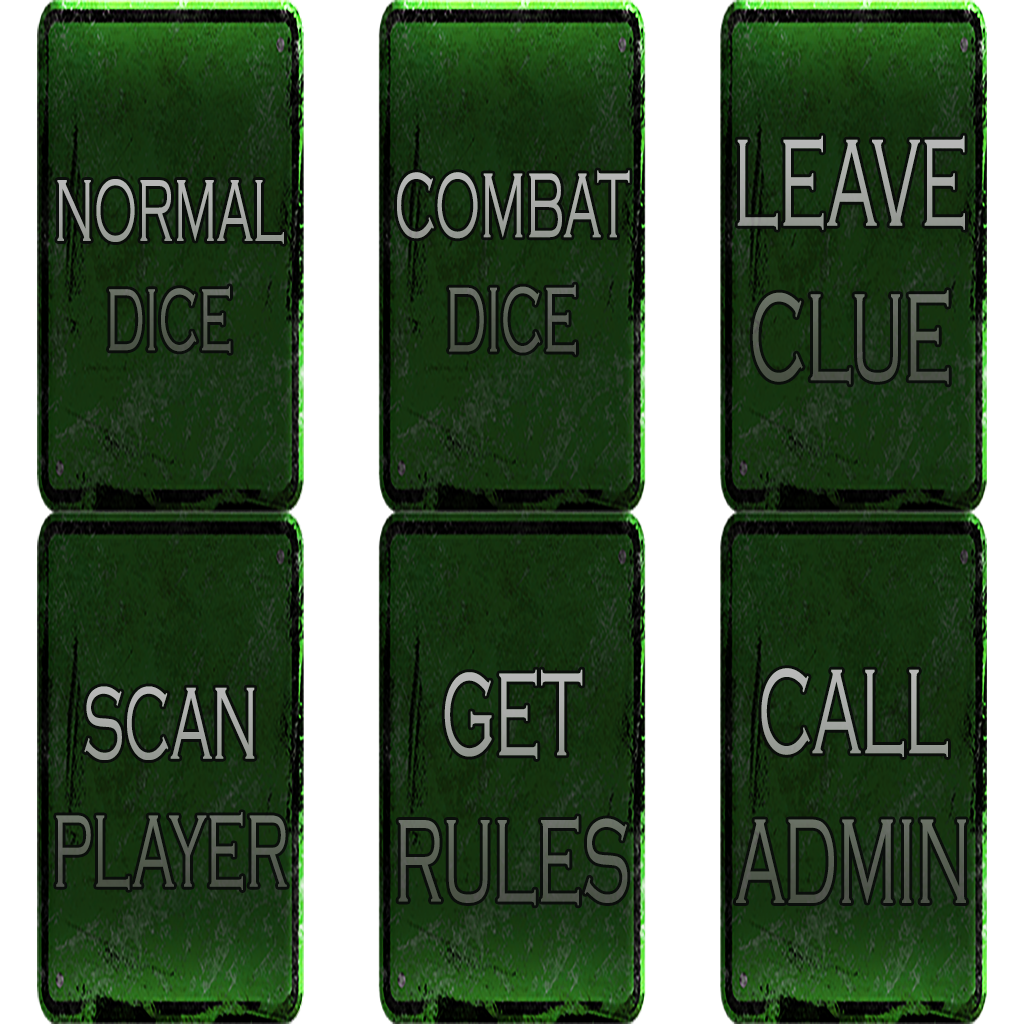 NORMAL
DICE
COMBAT
DICE
LEAVE
CLUE
SCAN
PLAYER
GET
RULES
CALL
ADMIN